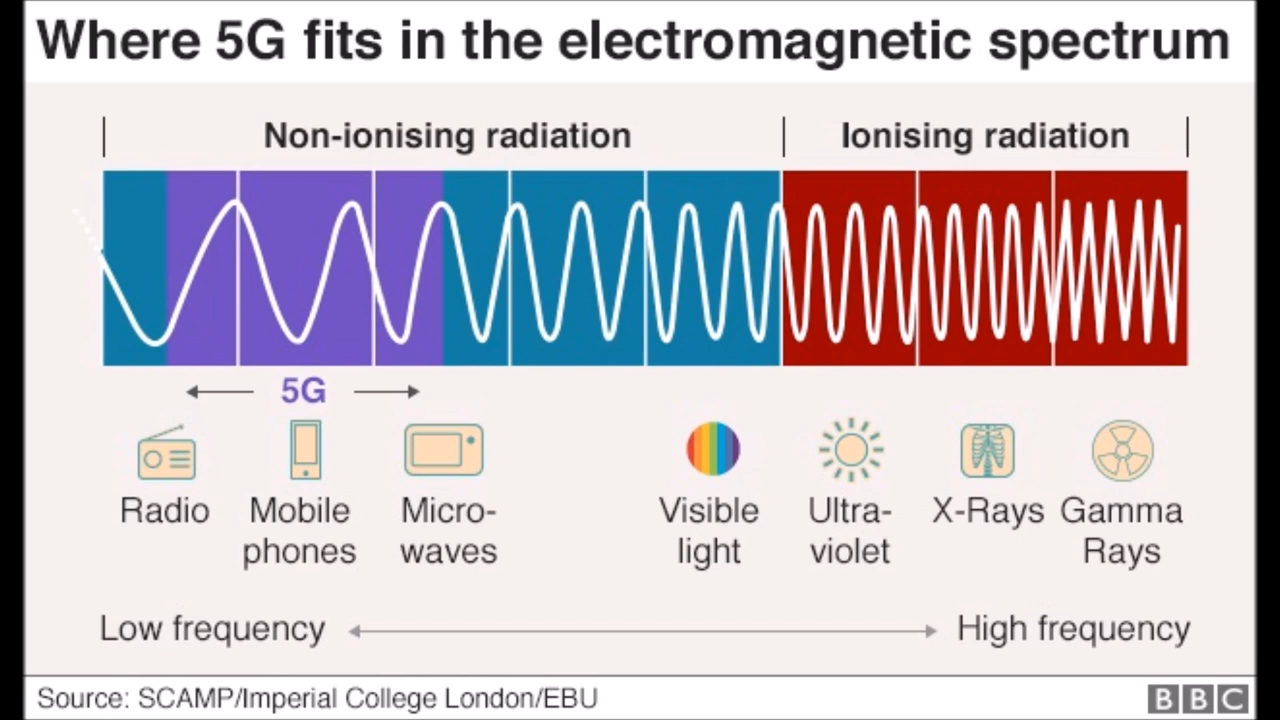 Where 5G fits in the electromagnetic spectrum
Non-ionising radiation
Ionising radiation
5G
Radio
Mobile
phones
Micro-
waves
Visible
light
Ultra-
violet
X-Rays
Gamma
Rays
Low frequency
High frequency
Source: SCAMP/Imperial College London/EBU
BBC